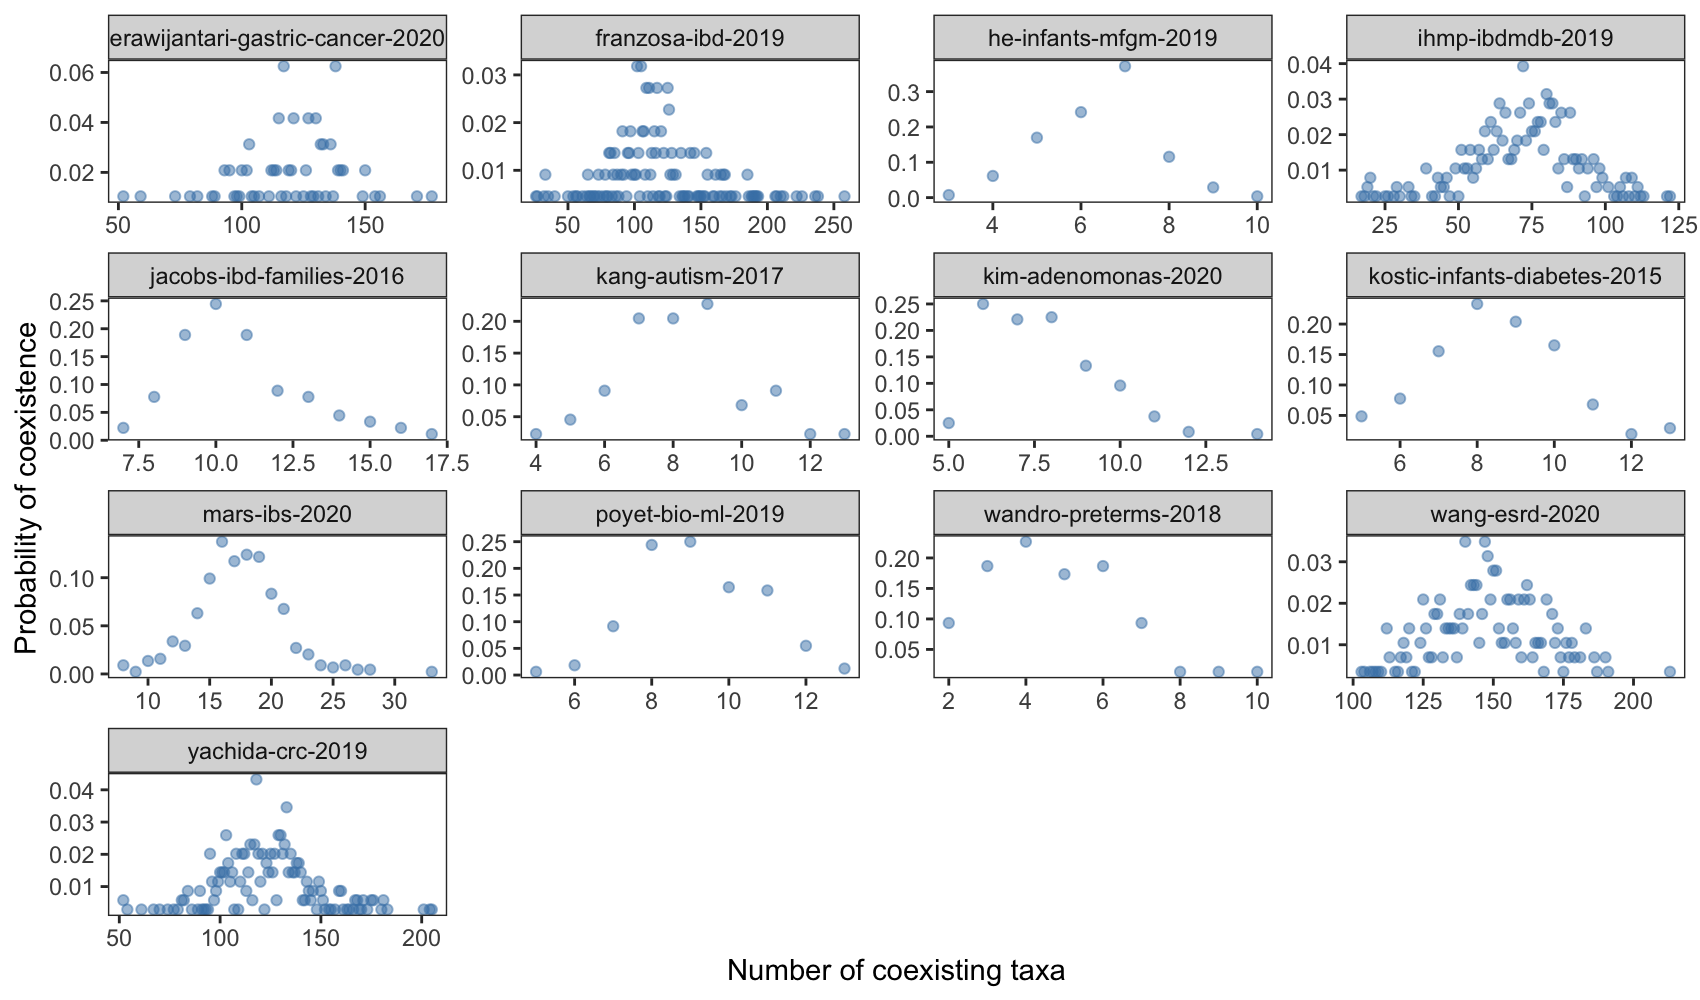 erawijantari-gastric-cancer-2020
franzosa-ibd-2019
he-infants-mfgm-2019
ihmp-ibdmdb-2019
0.06
0.04
0.02
50 100 150
0.03
0.02
0.01
50 100 150 200 250
0.3
0.2
0.1
0.0
4 6 8 10
0.04
0.03
0.02
0.01
25 50 75 100 125
jacobs-ibd-families-2016
kang-autism-2017
kim-adenomonas-2020
kostic-infants-diabetes-2015
0.25
0.20
0.15
0.10
0.05
0.00
7.5 10.0 12.5 15.0 17.5
0.20
0.15
0.10
0.05
4 6 8 10 12
0.25
0.20
0.15
0.10
0.05
0.00
5.0 7.5 10.0 12.5
0.20
0.15
0.10
0.05
6 8 10 12
Probability of coexistence
mars-ibs-2020
poyet-bio-ml-2019
wandro-preterms-2018
wang-esrd-2020
0.10
0.05
0.00
10 15 20 25 30
0.25
0.20
0.15
0.10
0.05
0.00
6 8 10 12
0.20
0.15
0.10
0.05
2 4 6 8 10
0.03
0.02
0.01
100 125 150 175 200
yachida-crc-2019
0.04
0.03
0.02
0.01
50 100 150 200
Number of coexisting taxa